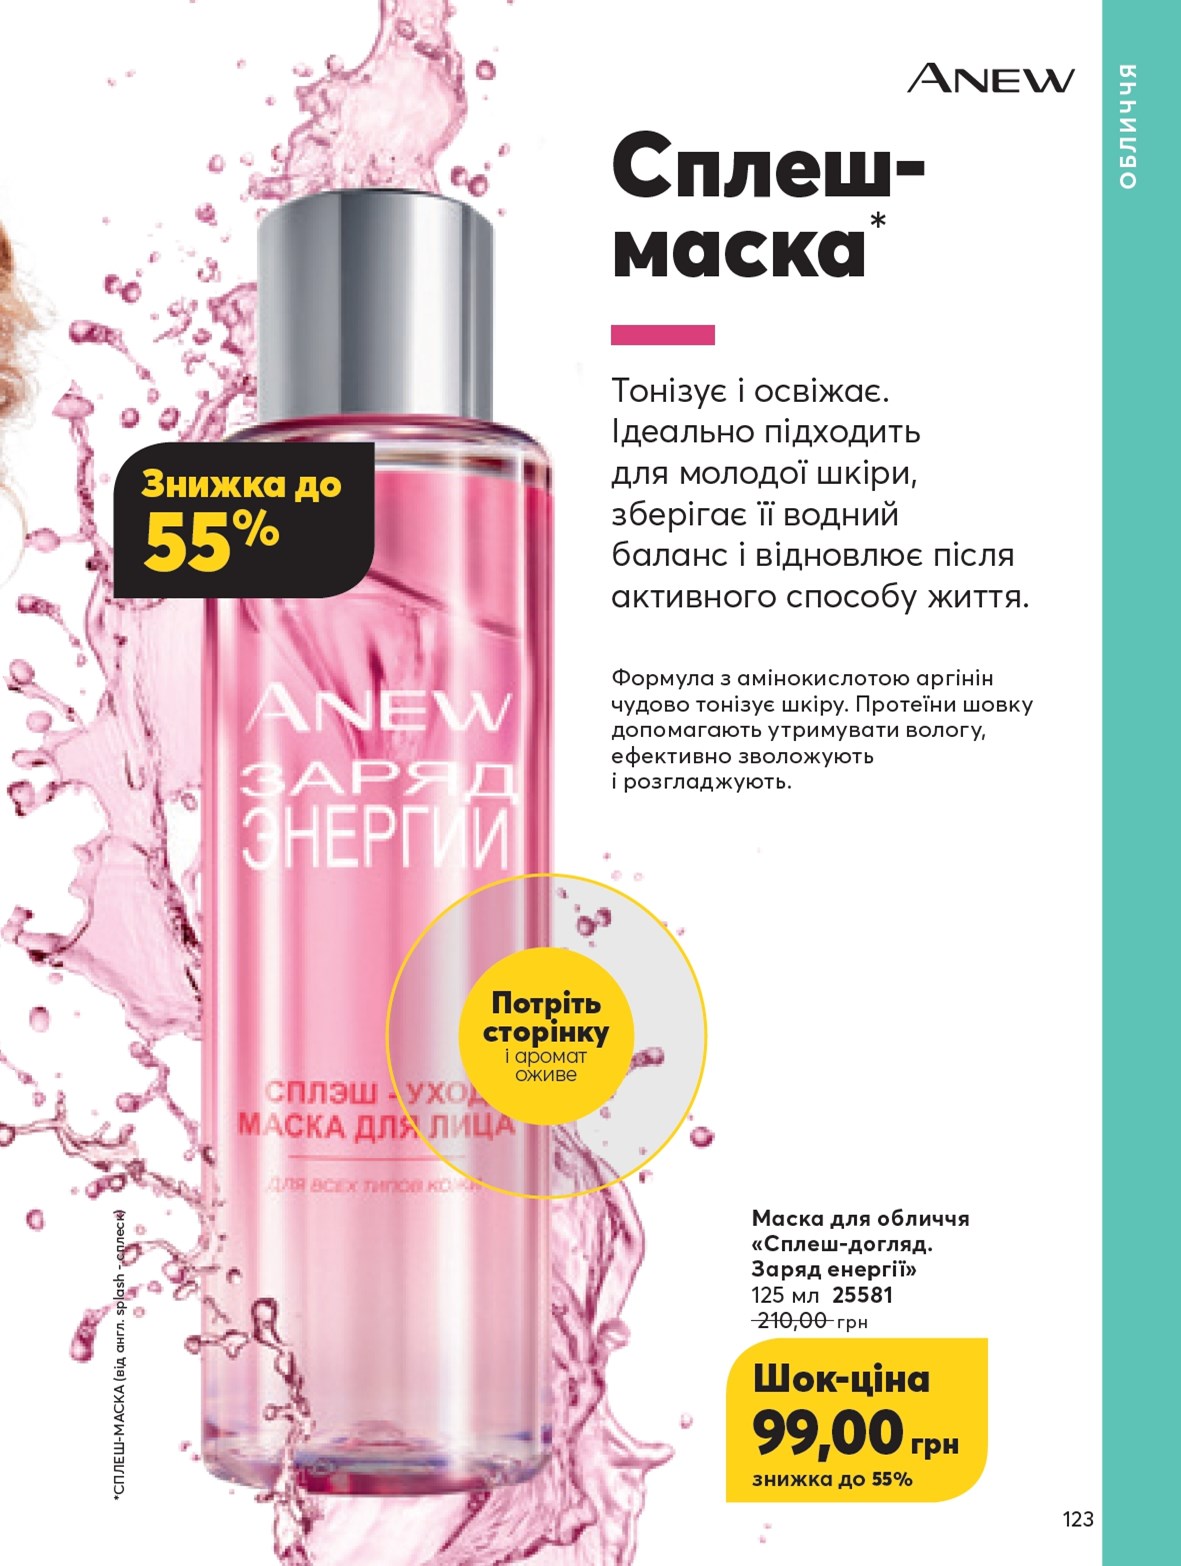 ANEW
ОБЛИЧЧЯ
Сплеш-
маска*
Тонізує і освіжає.
Ідеально підходить
для молодої шкіри,
зберігає її водний
баланс і відновлює після
активного способу життя.
Формула з амінокислотою аргінін
чудово тонізує шкіру. Протеїни шовку
допомагають утримувати вологу,
ефективно зволожують
і розгладжують.
Знижка до
55%
ANEW
ЗАРЯД
ЭНЕРГИИ
СПЛЭШ - УХОД
МАСКА ДЛЯ ЛИЦА
ДЛЯ ВСЕХ ТИПОВ КОЖИ
Потріть
сторінку
і аромат
оживе
*СПЛЕШ-МАСКА (від англ. splash - сплеск)
Маска для обличчя
«Сплеш-догляд.
Заряд енергії»
125 мл 25581
210,00 грн
Шок-ціна
99,00 грн
знижка до 55%
123